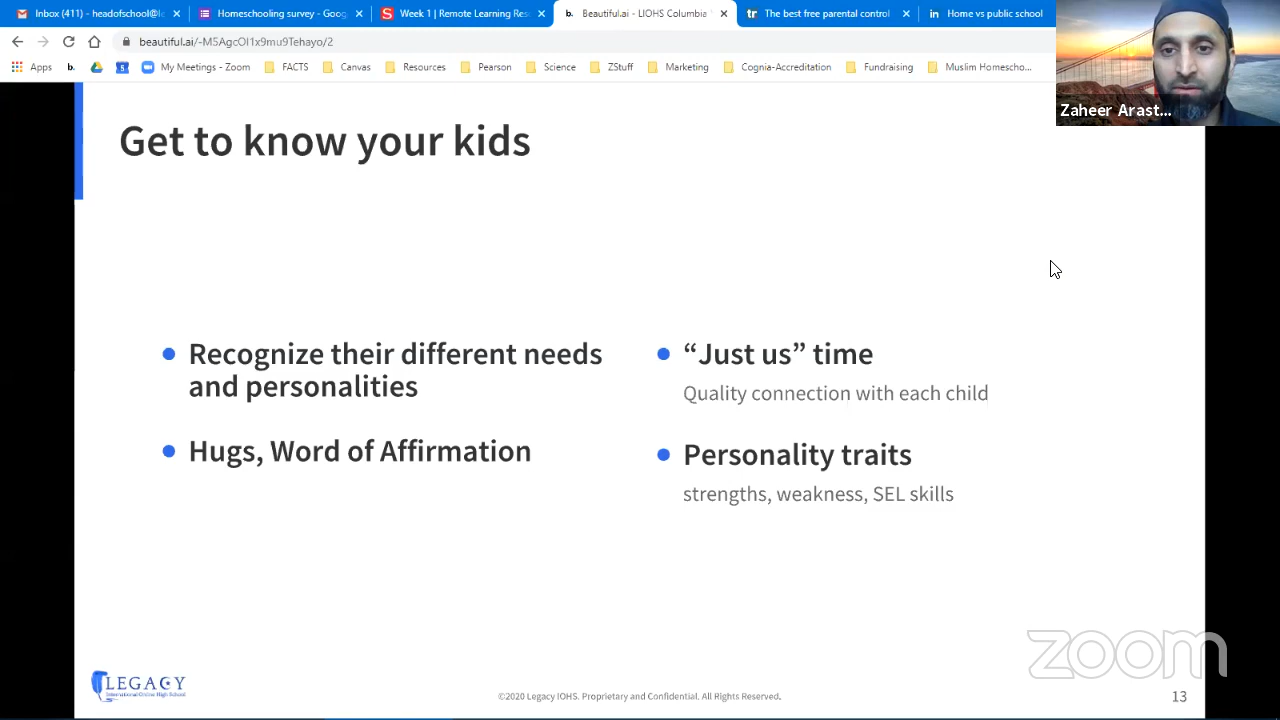 Inbox (411) - headofschool@le
Homeschooling survey - Goog
Week 1 | Remote Learning Res
b. Beautiful.ai - LIOHS Columbia
tr The best free parental control
in Home vs public school
beautiful.ai/-M5AgcOI1x9mu9Tehayo/2
Apps b. My Meetings - Zoom FACTS Canvas Resources Pearson Science ZStuff Marketing Cognia-Accreditation Fundraising Muslim Homescho...
Zaheer Arast...
Get to know your kids
Recognize their different needs
and personalities
Hugs, Word of Affirmation
“Just us” time
Quality connection with each child
Personality traits
strengths, weakness, SEL skills
zoom
LEGACY
International Online High School
©2020 Legacy IOHS. Proprietary and Confidential. All Rights Reserved.
13